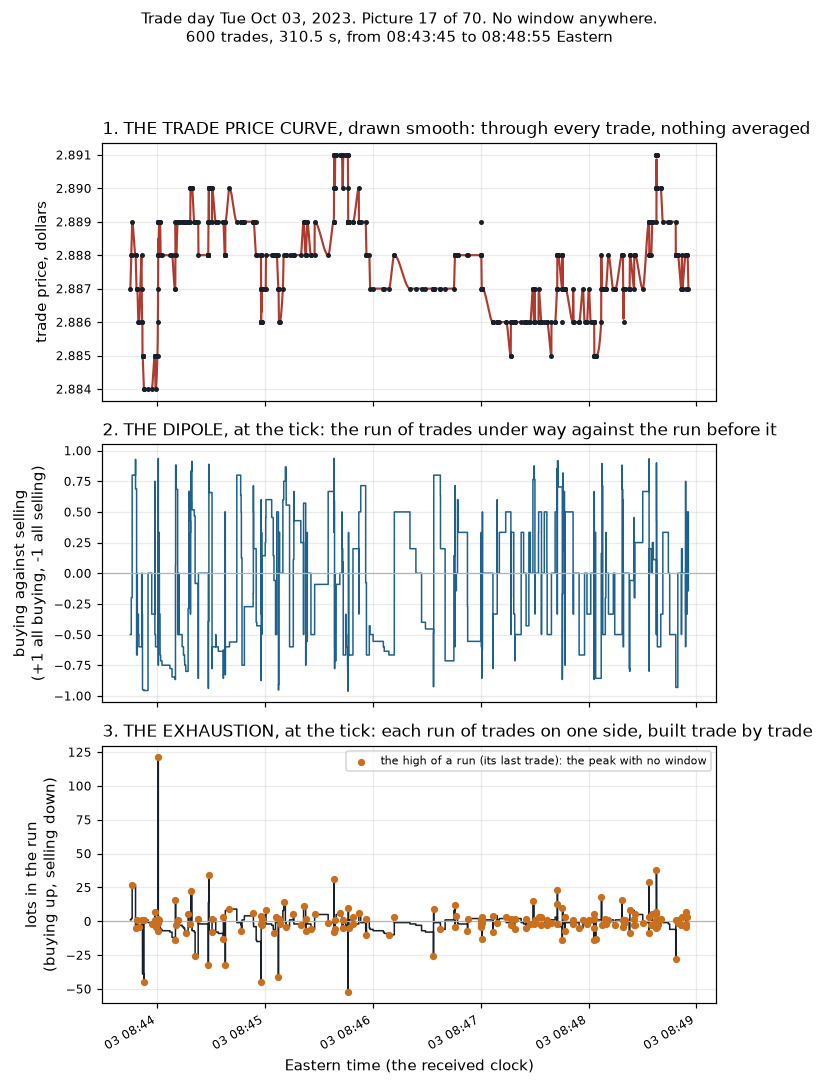 Trade day Tue Oct 03, 2023. Picture 17 of 70. No window anywhere.
600 trades, 310.5 s, from 08:43:45 to 08:48:55 Eastern
1. THE TRADE PRICE CURVE, drawn smooth: through every trade, nothing averaged
trade price, dollars
2.891
2.890
2.889
2.888
2.887
2.886
2.885
2.884
2. THE DIPOLE, at the tick: the run of trades under way against the run before it
buying against selling
(+1 all buying, -1 all selling)
1.00
0.75
0.50
0.25
0.00
−0.25
−0.50
−0.75
−1.00
3. THE EXHAUSTION, at the tick: each run of trades on one side, built trade by trade
the high of a run (its last trade): the peak with no window
lots in the run
(buying up, selling down)
125
100
75
50
25
0
−25
−50
03 08:44
03 08:45
03 08:46
03 08:47
03 08:48
03 08:49
Eastern time (the received clock)